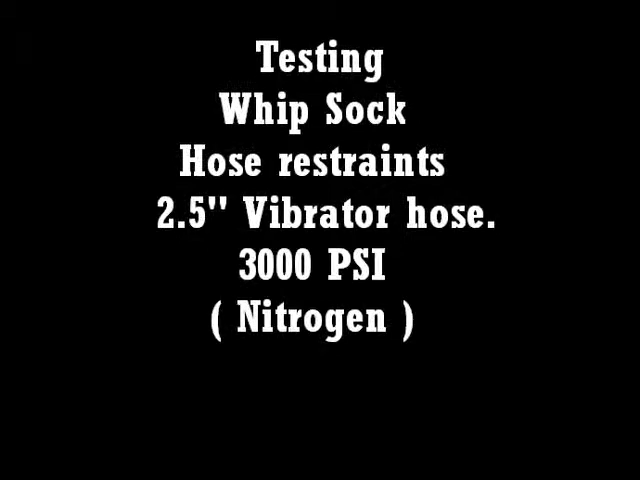 Testing
Whip Sock
Hose restraints
2.5" Vibrator hose.
3000 PSI
( Nitrogen )